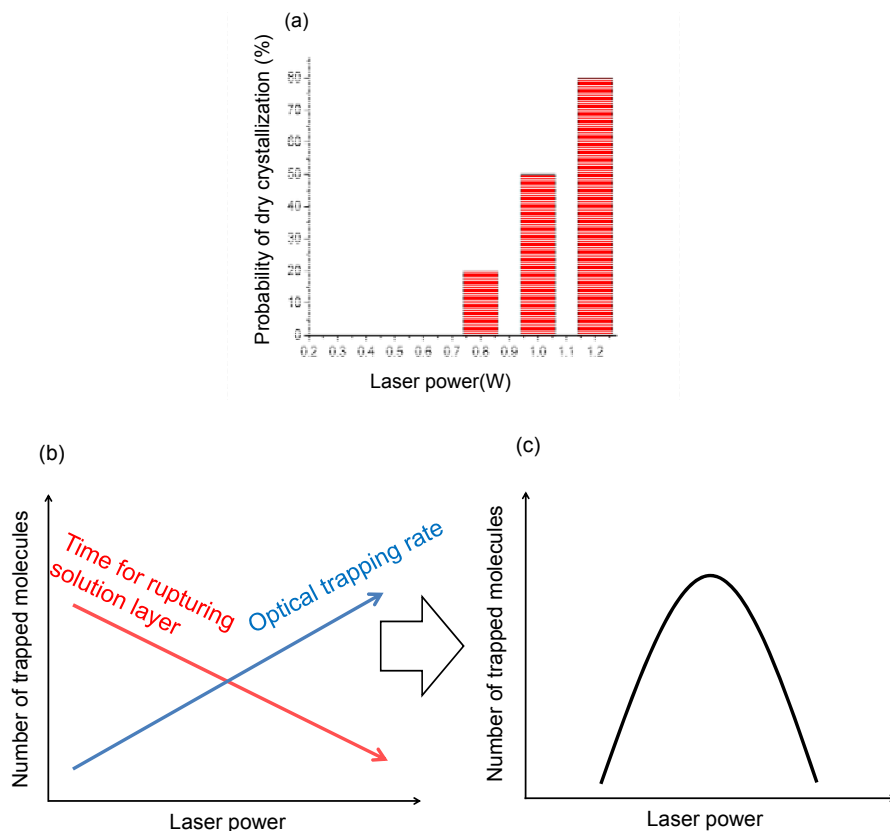 (a)
Probability of dry crystallization (%)
80
70
60
50
40
30
20
10
0
0.2 0.3 0.4 0.5 0.6 0.7 0.8 0.9 1.0 1.1 1.2
Laser power(W)
(b)
Number of trapped molecules
Time for rupturing
solution layer
Optical trapping rate
Laser power
(c)
Number of trapped molecules
Laser power